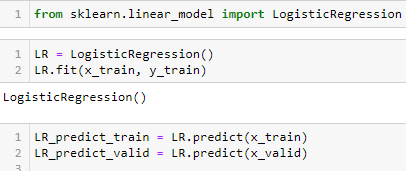 1 from sklearn.linear_model import LogisticRegression
1 LR = LogisticRegression()
2 LR.fit(x_train, y_train)
LogisticRegression()
1 LR_predict_train = LR.predict(x_train)
2 LR_predict_valid = LR.predict(x_valid)
3